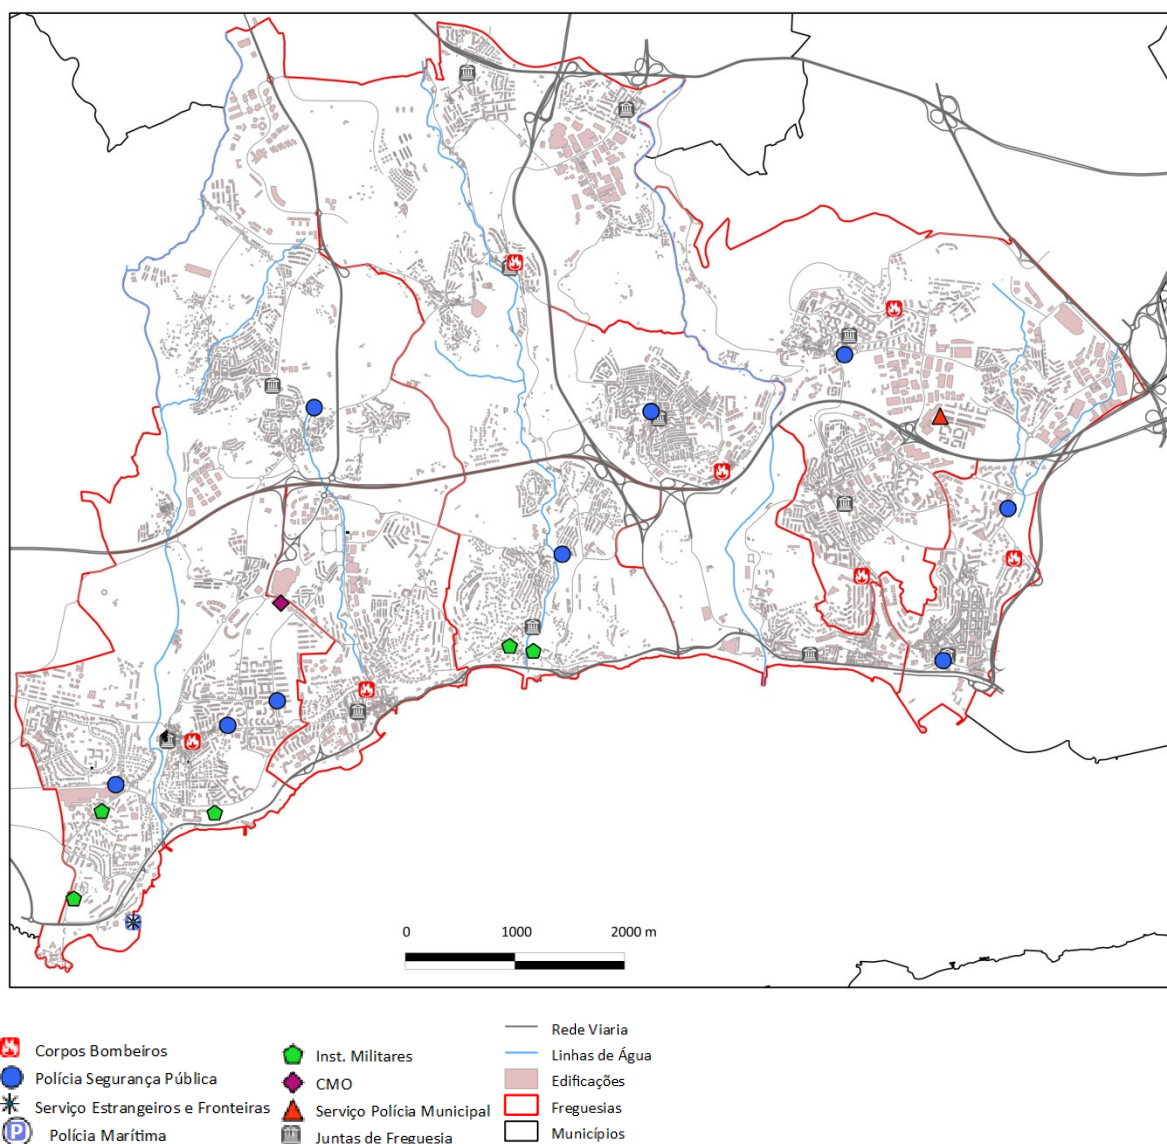 0 1000 2000 m
Corpos Bombeiros
Polícia Segurança Pública
Serviço Estrangeiros e Fronteiras
P Polícia Marítima
Inst. Militares
CMO
Serviço Polícia Municipal
Juntas de Freguesia
Rede Viaria
Linhas de Água
Edificações
Freguesias
Municípios